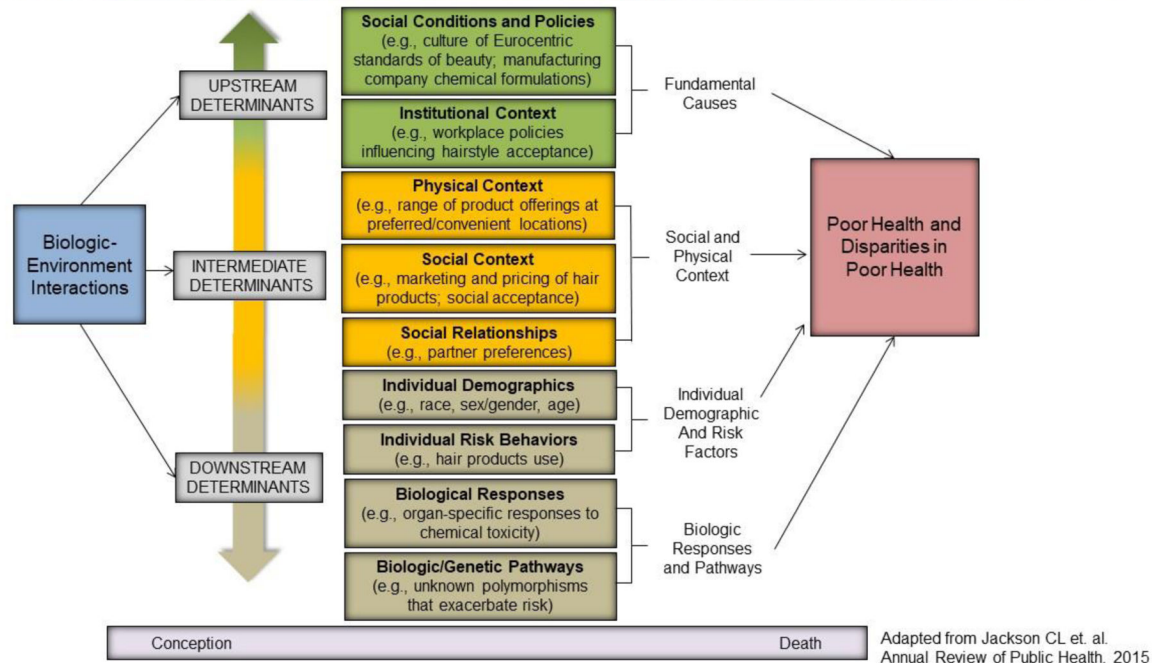 Social Conditions and Policies
(e.g., culture of Eurocentric
standards of beauty; manufacturing
company chemical formulations)
UPSTREAM
DETERMINANTS
Fundamental
Causes
Institutional Context
(e.g., workplace policies
influencing hairstyle acceptance)
Physical Context
(e.g., range of product offerings at
preferred/convenient locations)
Biologic-
Environment
Interactions
INTERMEDIATE
DETERMINANTS
Social Context
(e.g., marketing and pricing of hair
products; social acceptance)
Social and
Physical
Context
Poor Health and
Disparities in
Poor Health
Social Relationships
(e.g., partner preferences)
Individual Demographics
(e.g., race, sex/gender, age)
Individual
Demographic
And Risk
Factors
Individual Risk Behaviors
(e.g., hair products use)
DOWNSTREAM
DETERMINANTS
Biological Responses
(e.g., organ-specific responses to
chemical toxicity)
Biologic
Responses
and Pathways
Biologic/Genetic Pathways
(e.g., unknown polymorphisms
that exacerbate risk)
Conception
Death
Adapted from Jackson CL et. al.
Annual Review of Public Health, 2015